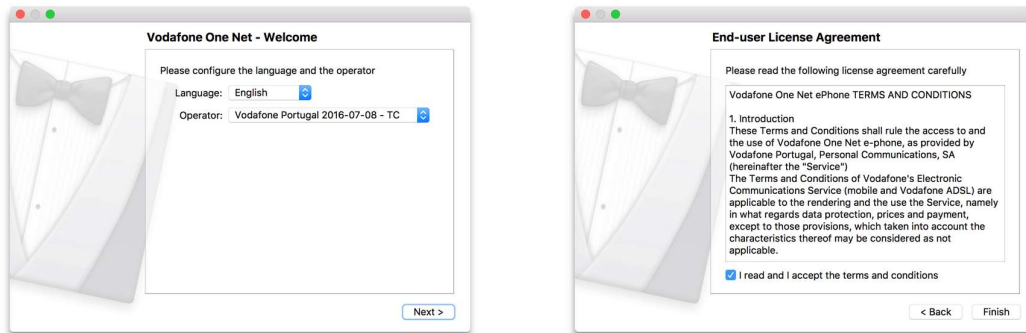 Vodafone One Net - Welcome
Please configure the language and the operator
Language: English
Operator: Vodafone Portugal 2016-07-08 - TC
Next >
End-user License Agreement
Please read the following license agreement carefully
Vodafone One Net ePhone TERMS AND CONDITIONS
1. Introduction
These Terms and Conditions shall rule the access to and
the use of Vodafone One Net e-phone, as provided by
Vodafone Portugal, Personal Communications, SA
(hereinafter the "Service")
The Terms and Conditions of Vodafone's Electronic
Communications Service (mobile and Vodafone ADSL) are
applicable to the rendering and the use the Service, namely
in what regards data protection, prices and payment,
except to those provisions, which taken into account the
characteristics thereof may be considered as not
applicable.
I read and I accept the terms and conditions
< Back Finish